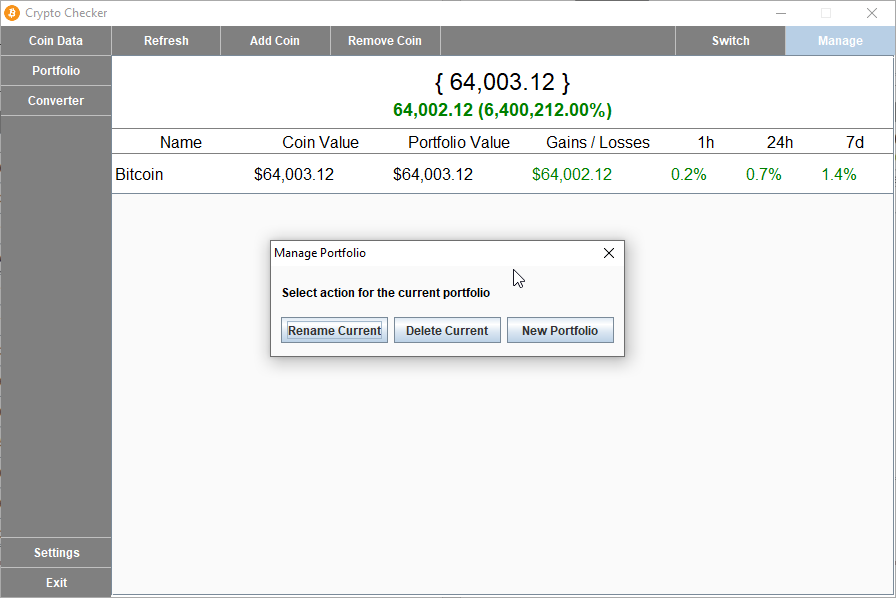 Crypto Checker
Coin Data Refresh Add Coin Remove Coin Switch Manage
Portfolio
Converter
{ 64,003.12 }
64,002.12 (6,400,212.00%)
Name Coin Value Portfolio Value Gains / Losses 1h 24h 7d
Bitcoin $64,003.12 $64,003.12 $64,002.12 0.2% 0.7% 1.4%
Manage Portfolio
Select action for the current portfolio
Rename Current Delete Current New Portfolio
Settings
Exit